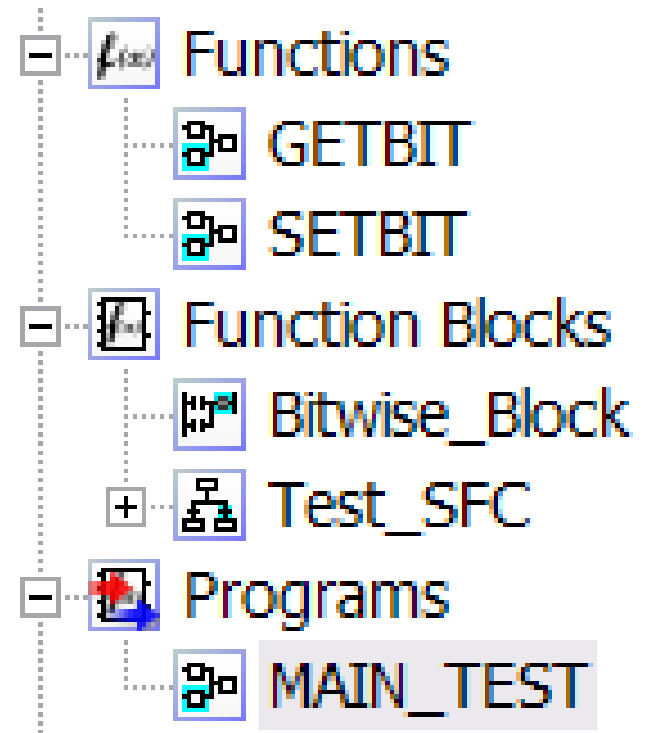 Functions
GETBIT
SETBIT
Function Blocks
Bitwise_Block
Test_SFC
Programs
MAIN_TEST